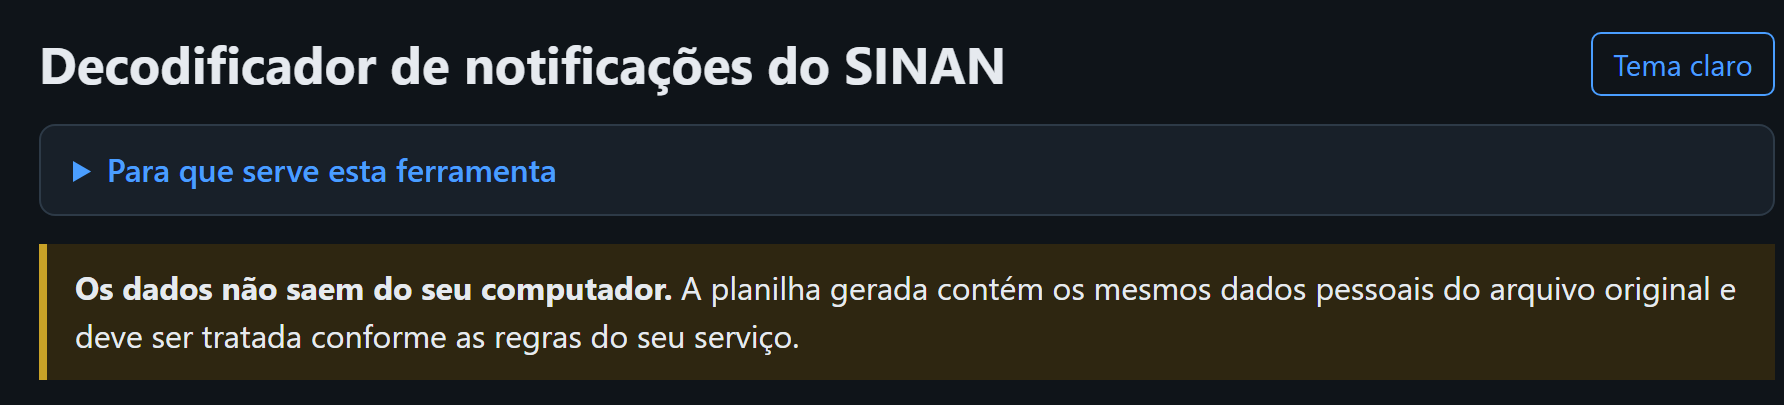 Decodificador de notificações do SINAN
Tema claro
Para que serve esta ferramenta
Os dados não saem do seu computador. A planilha gerada contém os mesmos dados pessoais do arquivo original e
deve ser tratada conforme as regras do seu serviço.